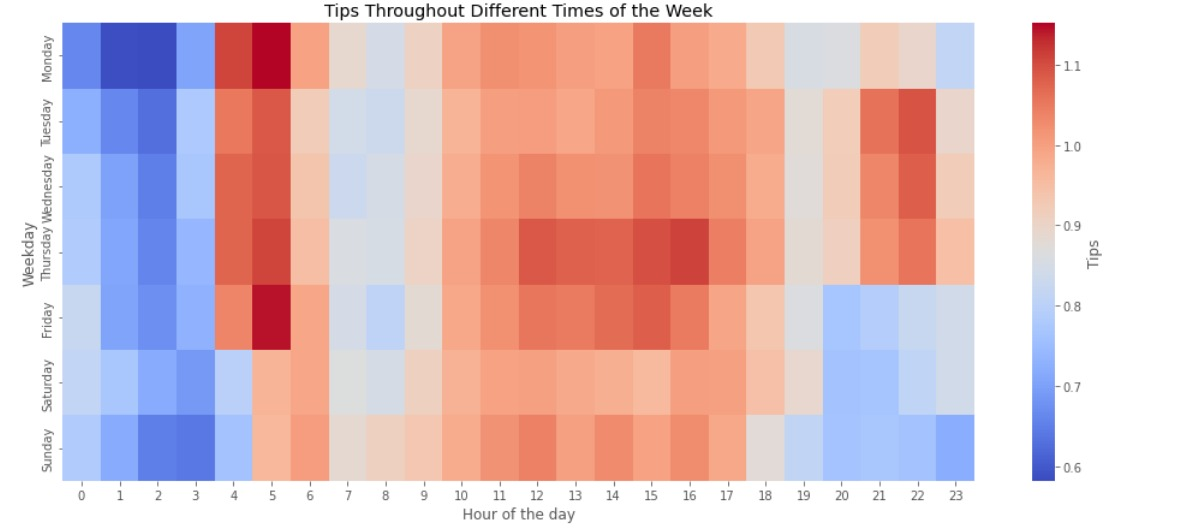 Tips Throughout Different Times of the Week
Weekday
Monday
Tuesday
Wednesday
Thursday
Friday
Saturday
Sunday
0 1 2 3 4 5 6 7 8 9 10 11 12 13 14 15 16 17 18 19 20 21 22 23
Hour of the day
1.1
1.0
0.9
0.8
0.7
0.6
Tips